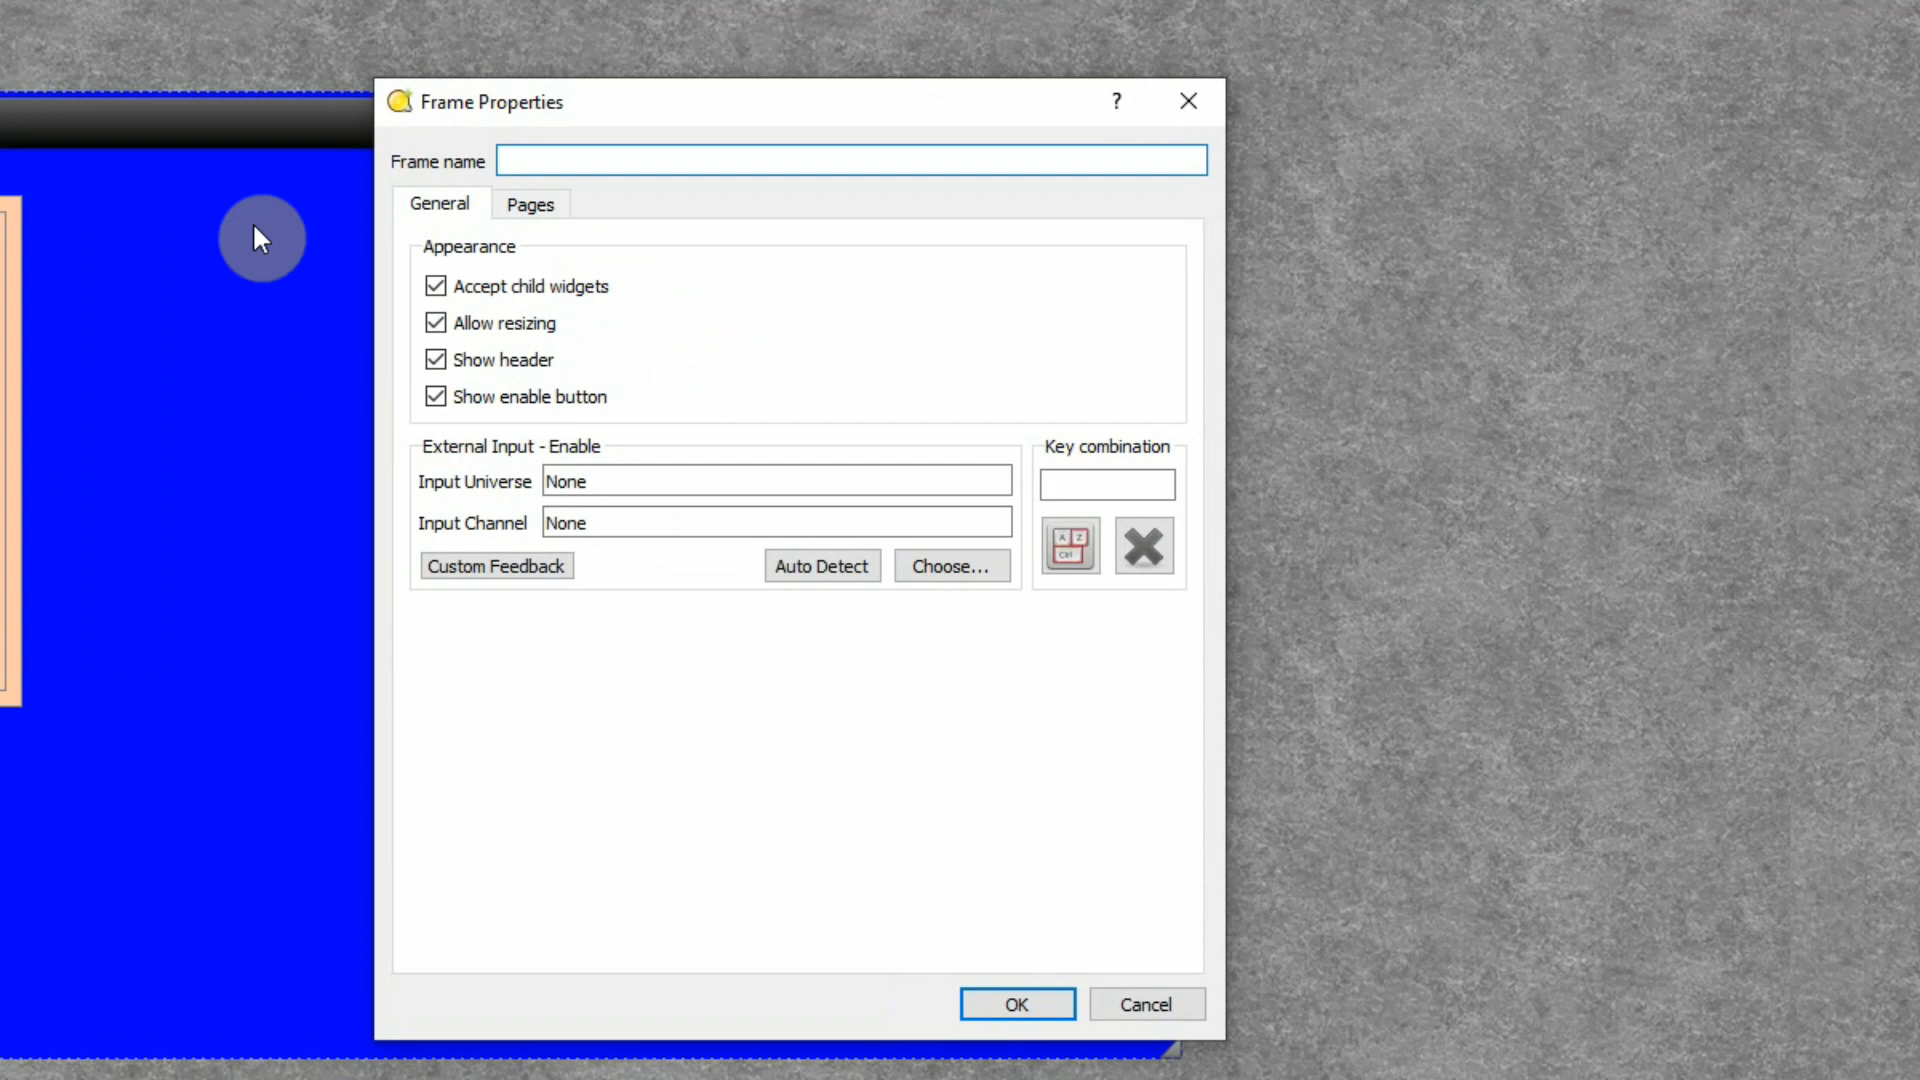 Frame Properties
?
Frame name
General
Pages
Appearance
Accept child widgets
Allow resizing
Show header
Show enable button
External Input - Enable
Key combination
Input Universe None
Input Channel None
Custom Feedback
Auto Detect
Choose...
A Z
Ctrl
OK
Cancel